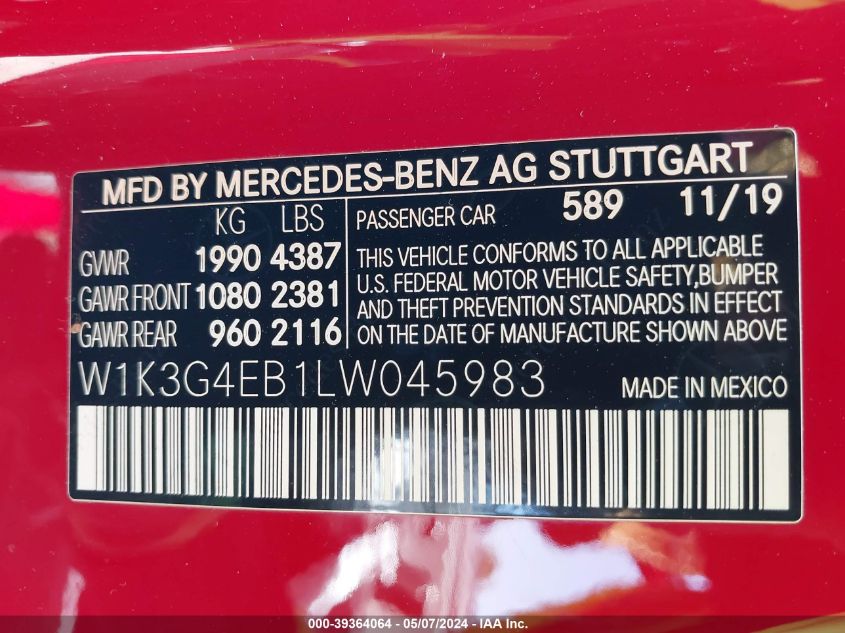 MFD BY MERCEDES-BENZ AG STUTTGART
KG LBS
GVWR 1990 4387
GAWR FRONT 1080 2381
GAWR REAR 960 2116
PASSENGER CAR 589 11/19
THIS VEHICLE CONFORMS TO ALL APPLICABLE
U.S. FEDERAL MOTOR VEHICLE SAFETY,BUMPER
AND THEFT PREVENTION STANDARDS IN EFFECT
ON THE DATE OF MANUFACTURE SHOWN ABOVE
W1K3G4EB1LW045983 MADE IN MEXICO
000-39364064 - 05/07/2024 - IAAI, Inc.